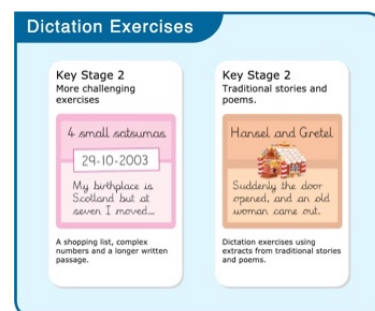 Dictation Exercises
Key Stage 2
More challenging
exercises
4 small satsumas
29-10-2003
My birthplace is
Scotland but at
seven I moved...
A shopping list, complex
numbers and a longer written
passage.
Key Stage 2
Traditional stories and
poems.
Hansel and Gretel
Suddenly the door
opened, and an old
woman came out.
Dictation exercises using
extracts from traditional stories
and poems.